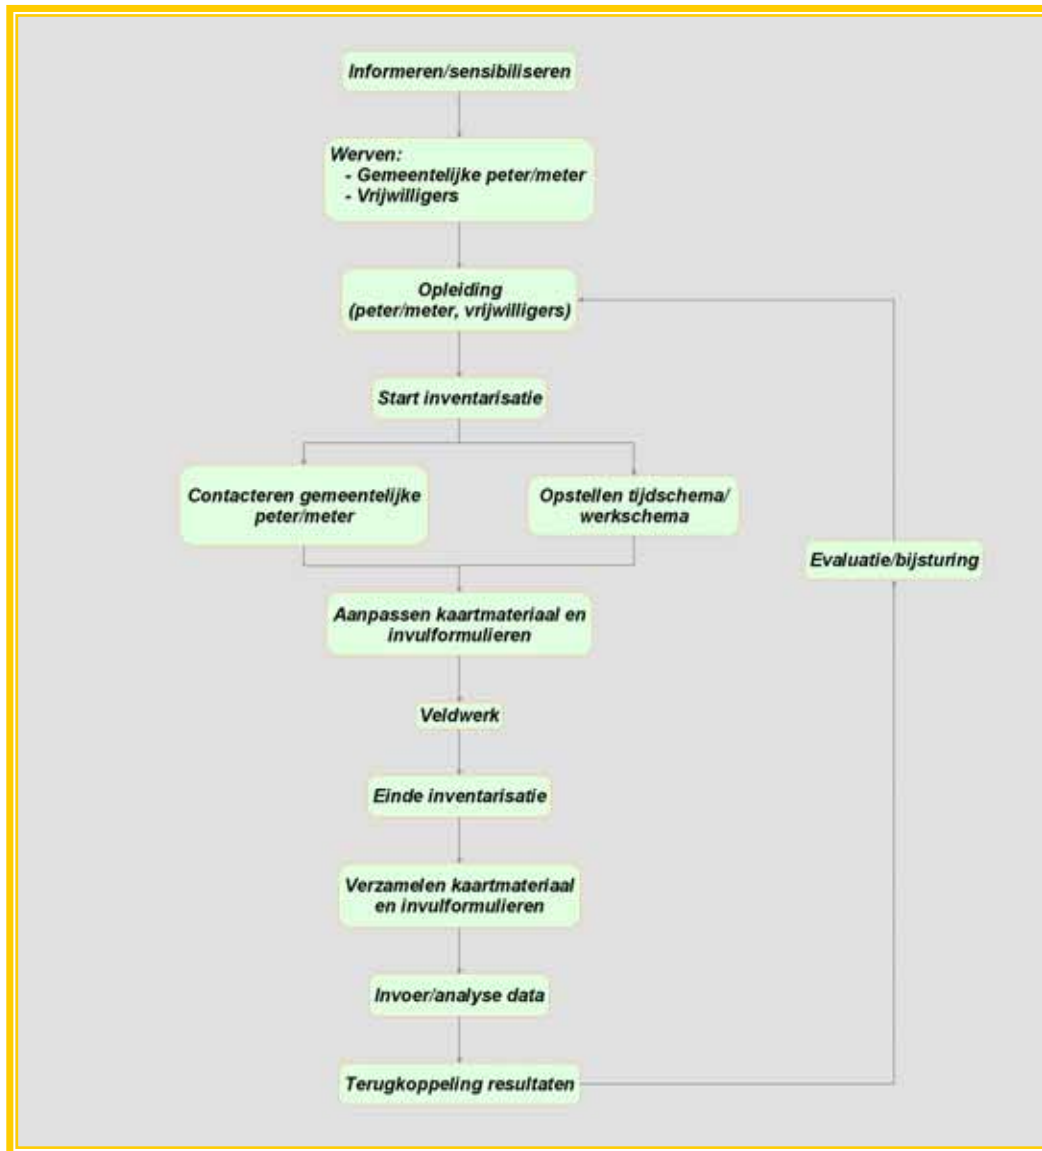 Informeren/sensibiliseren
Werven:
- Gemeentelijke peter/meter
- Vrijwilligers
Opleiding
(peter/meter, vrijwilligers)
Start inventarisatie
Contacteren gemeentelijke
peter/meter
Opstellen tijdschema/
werkschema
Evaluatie/bijsturing
Aanpassen kaartmateriaal en
invulformulieren
Veldwerk
Einde inventarisatie
Verzamelen kaartmateriaal
en invulformulieren
Invoer/analyse data
Terugkoppeling resultaten